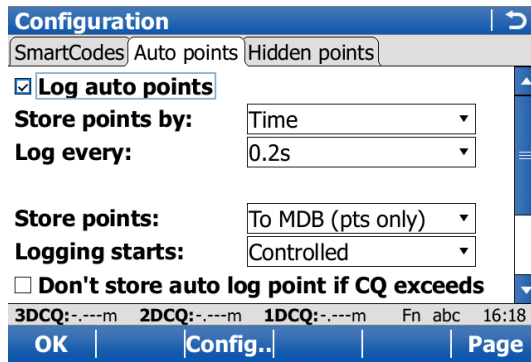 Configuration
SmartCodes Auto points Hidden points
Log auto points
Store points by: Time
Log every: 0.2s
Store points: To MDB (pts only)
Logging starts: Controlled
Don't store auto log point if CQ exceeds
3DCQ:-.---m 2DCQ:-.---m 1DCQ:-.---m Fn abc 16:18
OK Config.. Page